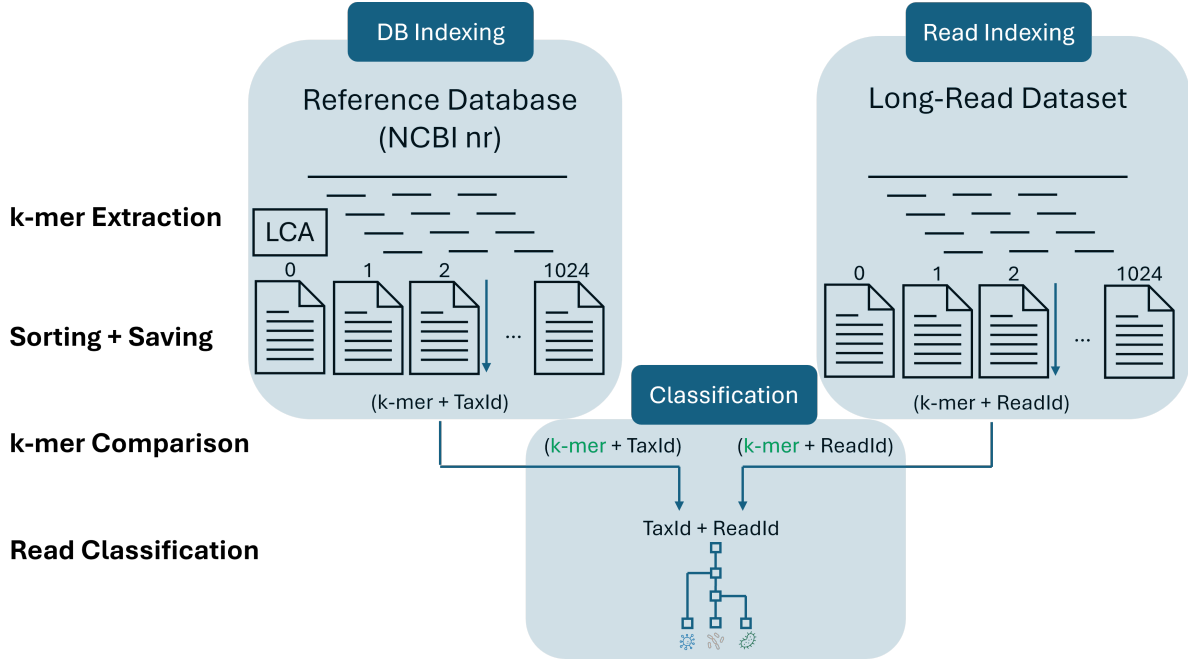 DB Indexing
Read Indexing
Reference Database
(NCBI nr)
Long-Read Dataset
k-mer Extraction
LCA
0 1 2 1024
0 1 2 1024
Sorting + Saving
...
...
(k-mer + TaxId)
(k-mer + ReadId)
Classification
k-mer Comparison
(k-mer + TaxId)
(k-mer + ReadId)
TaxId + ReadId
Read Classification